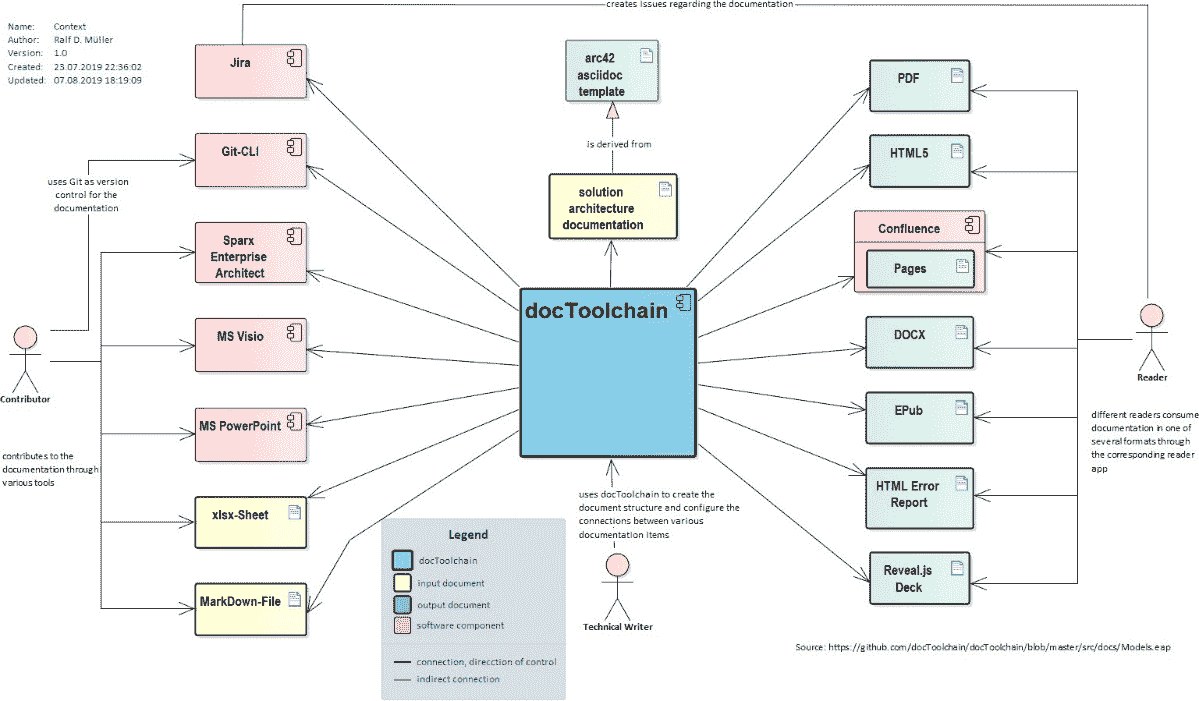 creates Issues regarding the documentation
Name: Context
Author: Ralf D. Müller
Version: 1.0
Created: 23.07.2019 22:36:02
Updated: 07.08.2019 18:19:09
Jira
Git-CLI
uses Git as version
control for the
documentation
Sparx
Enterprise
Architect
MS Visio
Contributor
MS PowerPoint
contributes to the
documentation through
various tools
xlsx-Sheet
MarkDown-File
arc42
asciidoc
template
is derived from
solution
architecture
documentation
docToolchain
uses docToolchain to create the
document structure and configure the
connections between various
documentation items
Technical Writer
Legend
docToolchain
input document
output document
software component
connection, direcction of control
indirect connection
PDF
HTML5
Confluence
Pages
DOCX
EPub
HTML Error
Report
Reveal.js
Deck
Reader
different readers consume
documentation in one of
several formats through
the corresponding reader
app
Source: https://github.com/docToolchain/docToolchain/blob/master/src/docs/Models.eap